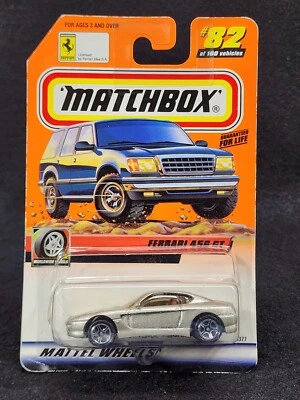 FOR AGES 3 AND OVER
#82
of 100 vehicles
MATCHBOX
GUARANTEED
FOR LIFE
FERRARI 456 GT
MATTEL WHEELS